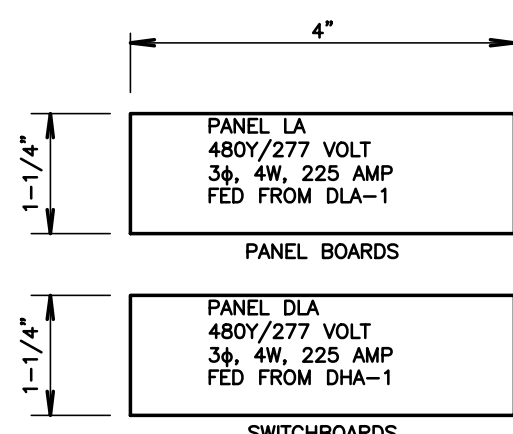 4"
1-1/4"
PANEL LA
480Y/277 VOLT
3ϕ, 4W, 225 AMP
FED FROM DLA-1
PANEL BOARDS
1-1/4"
PANEL DLA
480Y/277 VOLT
3ϕ, 4W, 225 AMP
FED FROM DHA-1
SWITCHBOARDS